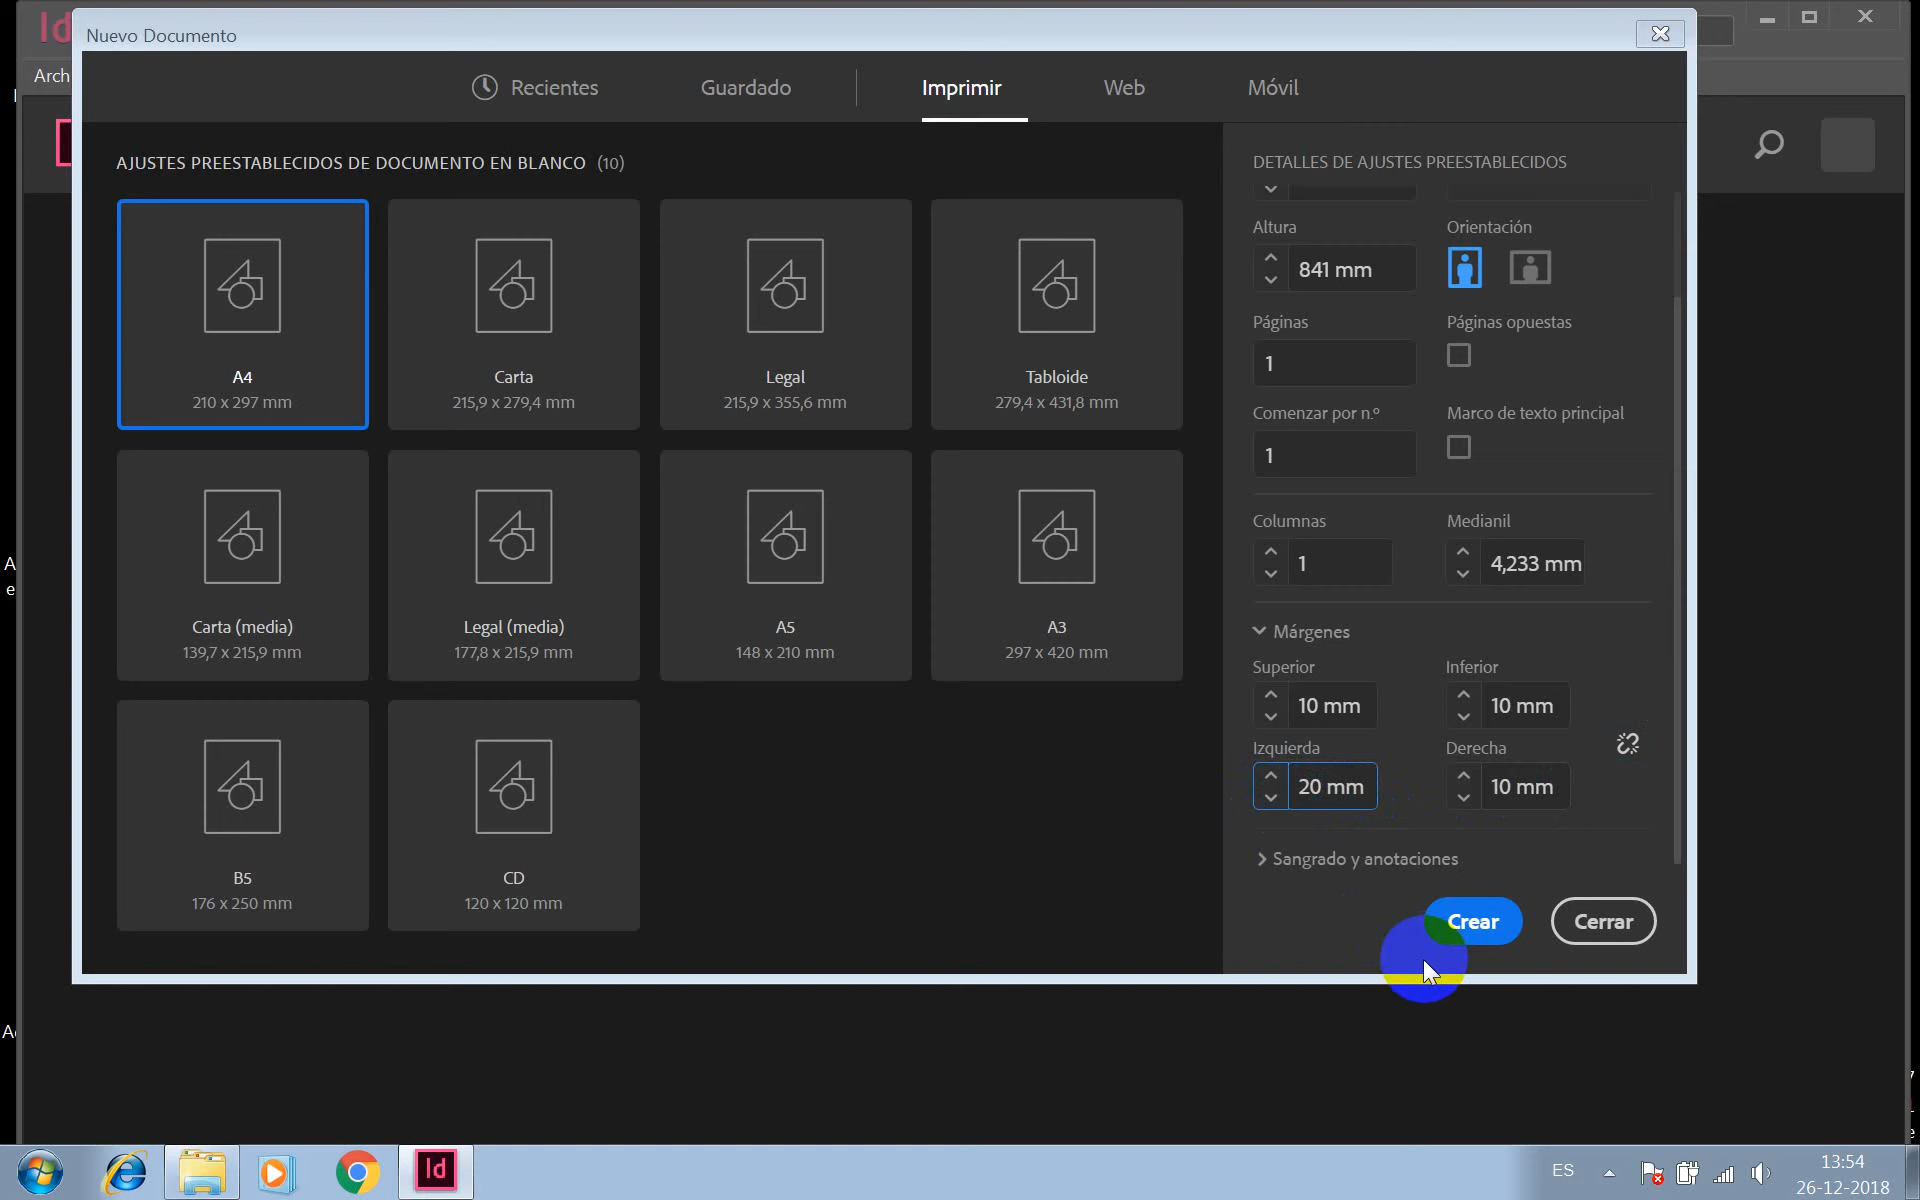 Id
Nuevo Documento
Arch
Recientes
Guardado
Imprimir
Web
Móvil
AJUSTES PREESTABLECIDOS DE DOCUMENTO EN BLANCO (10)
A4
210 x 297 mm
Carta
215,9 x 279,4 mm
Legal
215,9 x 355,6 mm
Tabloide
279,4 x 431,8 mm
Carta (media)
139,7 x 215,9 mm
Legal (media)
177,8 x 215,9 mm
A5
148 x 210 mm
A3
297 x 420 mm
B5
176 x 250 mm
CD
120 x 120 mm
DETALLES DE AJUSTES PREESTABLECIDOS
Altura
841 mm
Orientación
Páginas
1
Páginas opuestas
Comenzar por n.º
1
Marco de texto principal
Columnas
1
Medianil
4,233 mm
Márgenes
Superior
10 mm
Inferior
10 mm
Izquierda
20 mm
Derecha
10 mm
Sangrado y anotaciones
Crear
Cerrar
Id
ES
13:54
26-12-2018